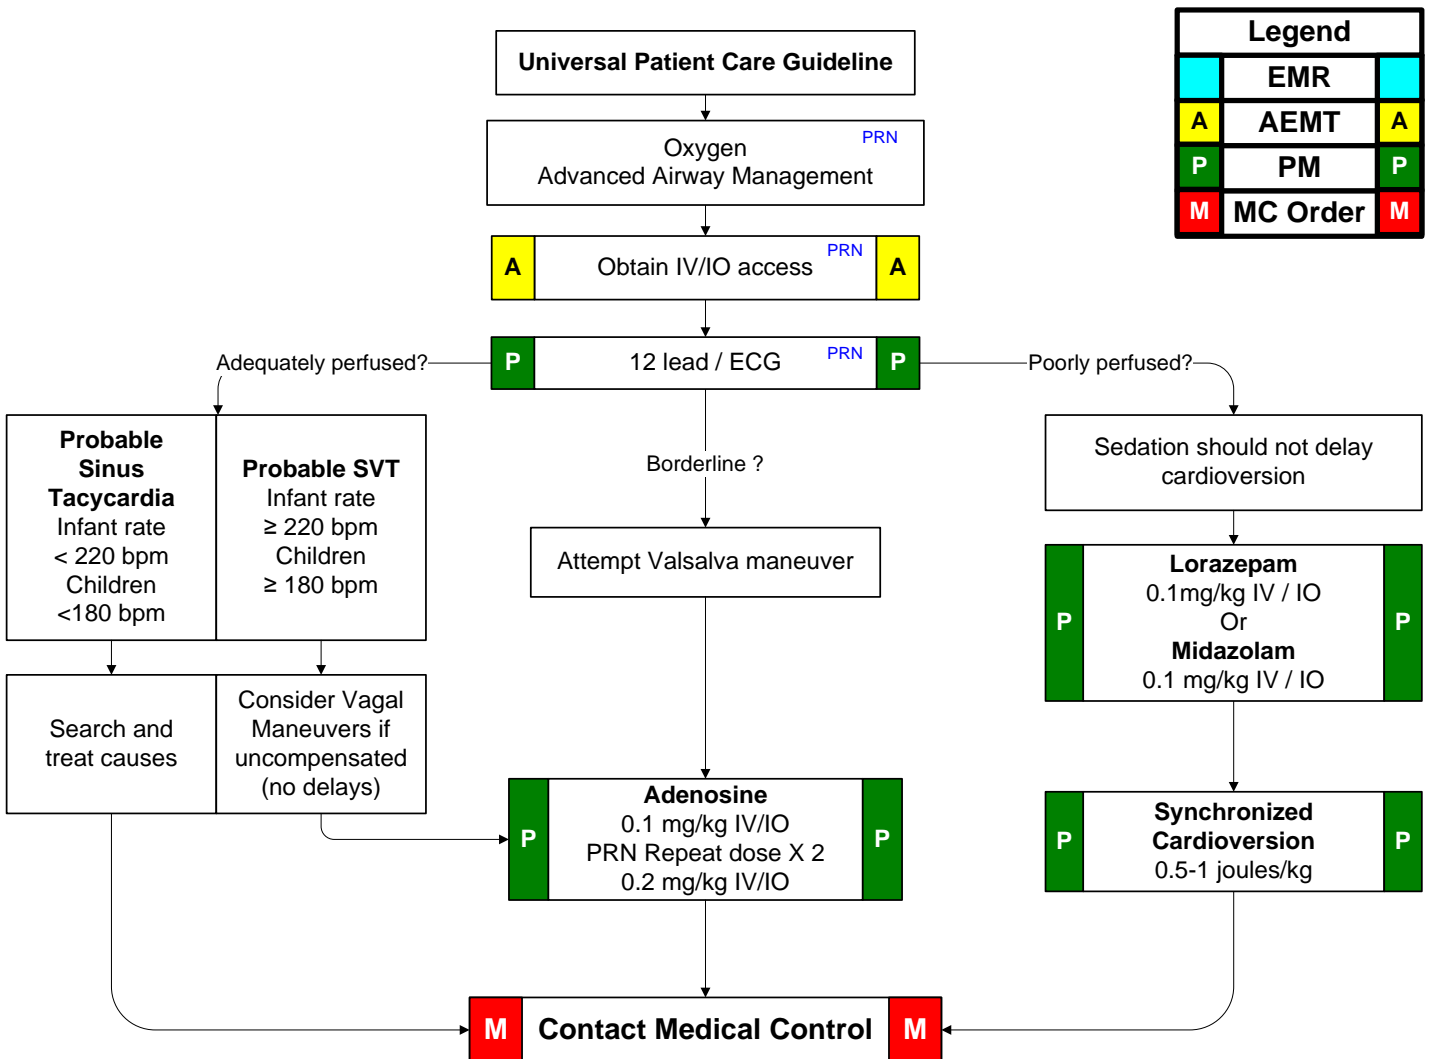 Universal Patient Care Guideline
Legend
EMR
A AEMT A
P PM P
M MC Order M
Oxygen PRN
Advanced Airway Management
A Obtain IV/IO access PRN A
P 12 lead / ECG PRN P
Adequately perfused?
Poorly perfused?
Borderline ?
Probable
Sinus
Tacycardia
Infant rate
< 220 bpm
Children
<180 bpm
Probable SVT
Infant rate
≥ 220 bpm
Children
≥ 180 bpm
Search and
treat causes
Consider Vagal
Maneuvers if
uncompensated
(no delays)
Attempt Valsalva maneuver
P
Adenosine
0.1 mg/kg IV/IO
PRN Repeat dose X 2
0.2 mg/kg IV/IO
P
Sedation should not delay
cardioversion
P
Lorazepam
0.1mg/kg IV / IO
Or
Midazolam
0.1 mg/kg IV / IO
P
P
Synchronized
Cardioversion
0.5-1 joules/kg
P
M Contact Medical Control M